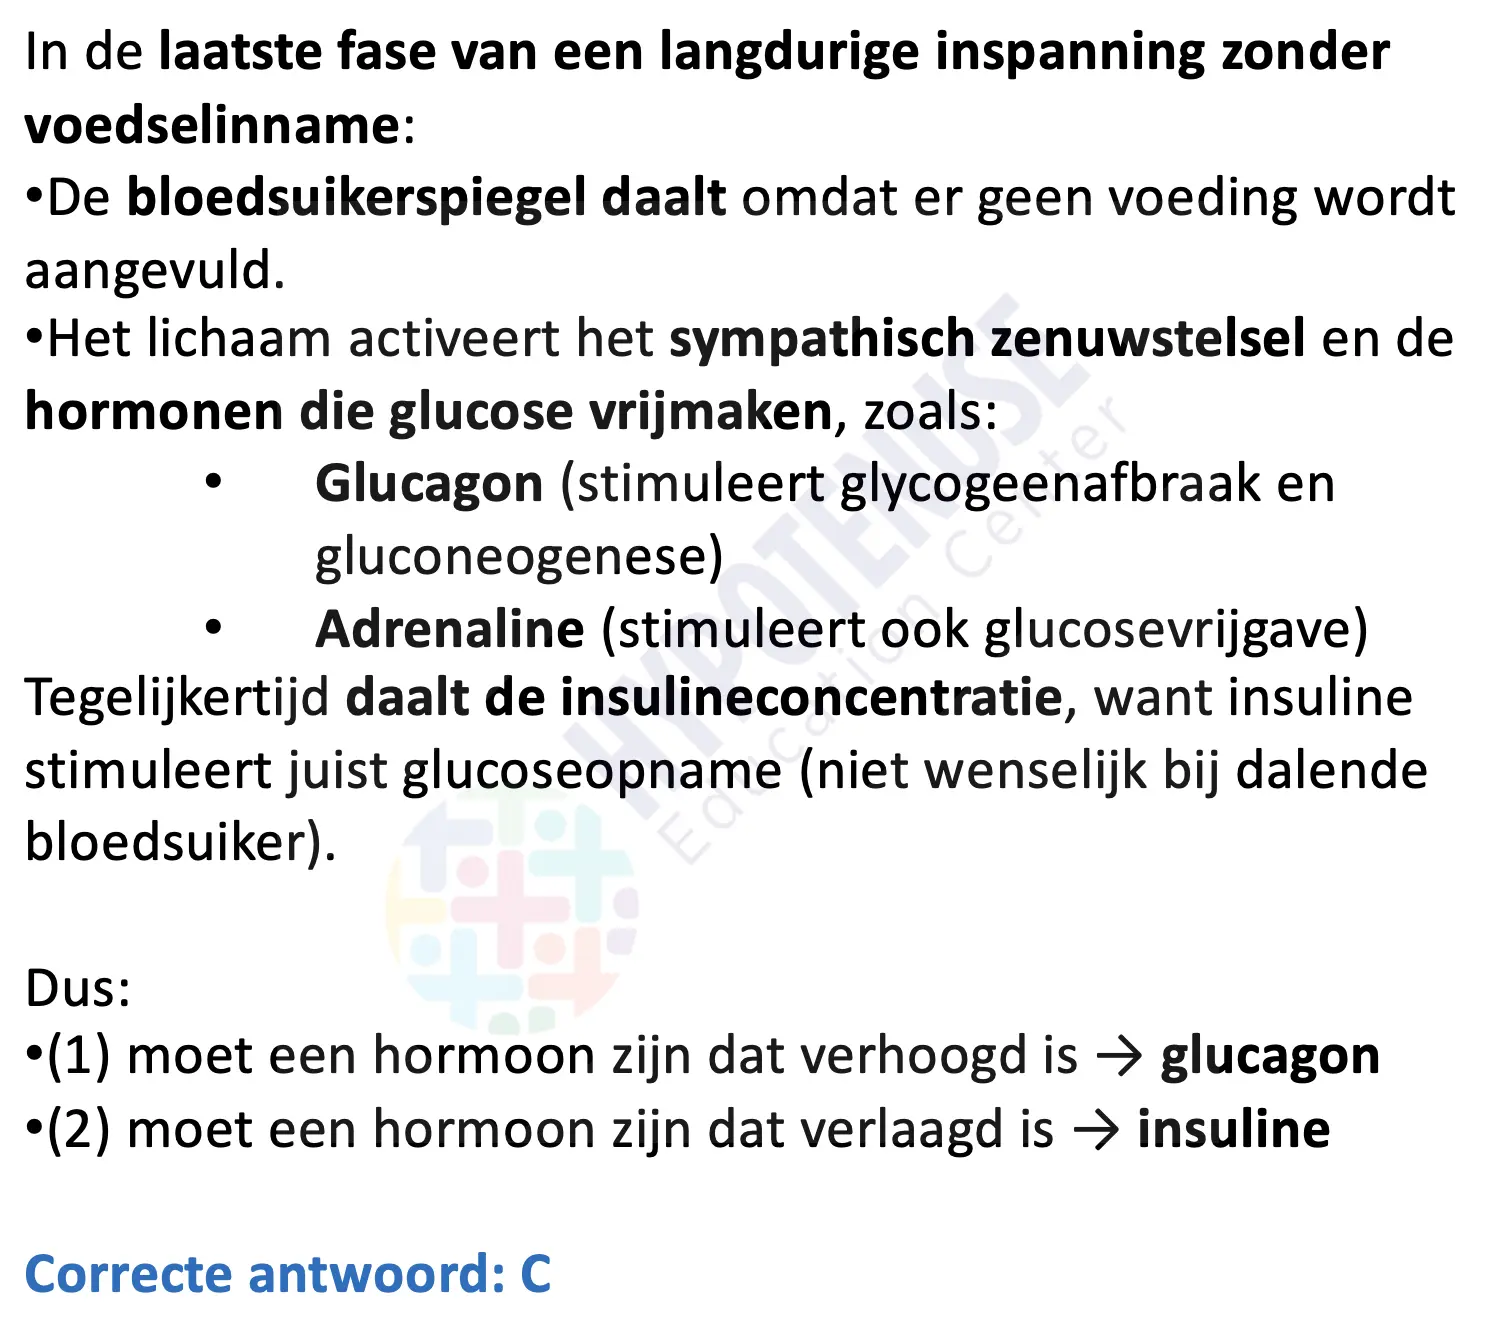 In de laatste fase van een langdurige inspanning zonder
voedselinname:
•De bloedsuikerspiegel daalt omdat er geen voeding wordt
aangevuld.
•Het lichaam activeert het sympathisch zenuwstelsel en de
hormonen die glucose vrijmaken, zoals:
• Glucagon (stimuleert glycogeenafbraak en
gluconeogenese)
• Adrenaline (stimuleert ook glucosevrijgave)
Tegelijkertijd daalt de insulineconcentratie, want insuline
stimuleert juist glucoseopname (niet wenselijk bij dalende
bloedsuiker).
Dus:
•(1) moet een hormoon zijn dat verhoogd is → glucagon
•(2) moet een hormoon zijn dat verlaagd is → insuline
Correcte antwoord: C
HYPOTENUSE
Education Center